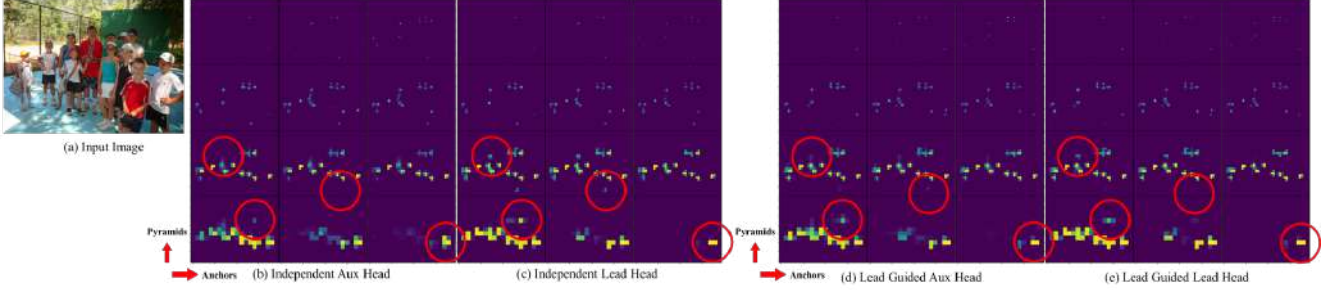 (a) Input Image
Pyramids
Anchors
(b) Independent Aux Head
(c) Independent Lead Head
Pyramids
Anchors
(d) Lead Guided Aux Head
(e) Lead Guided Lead Head